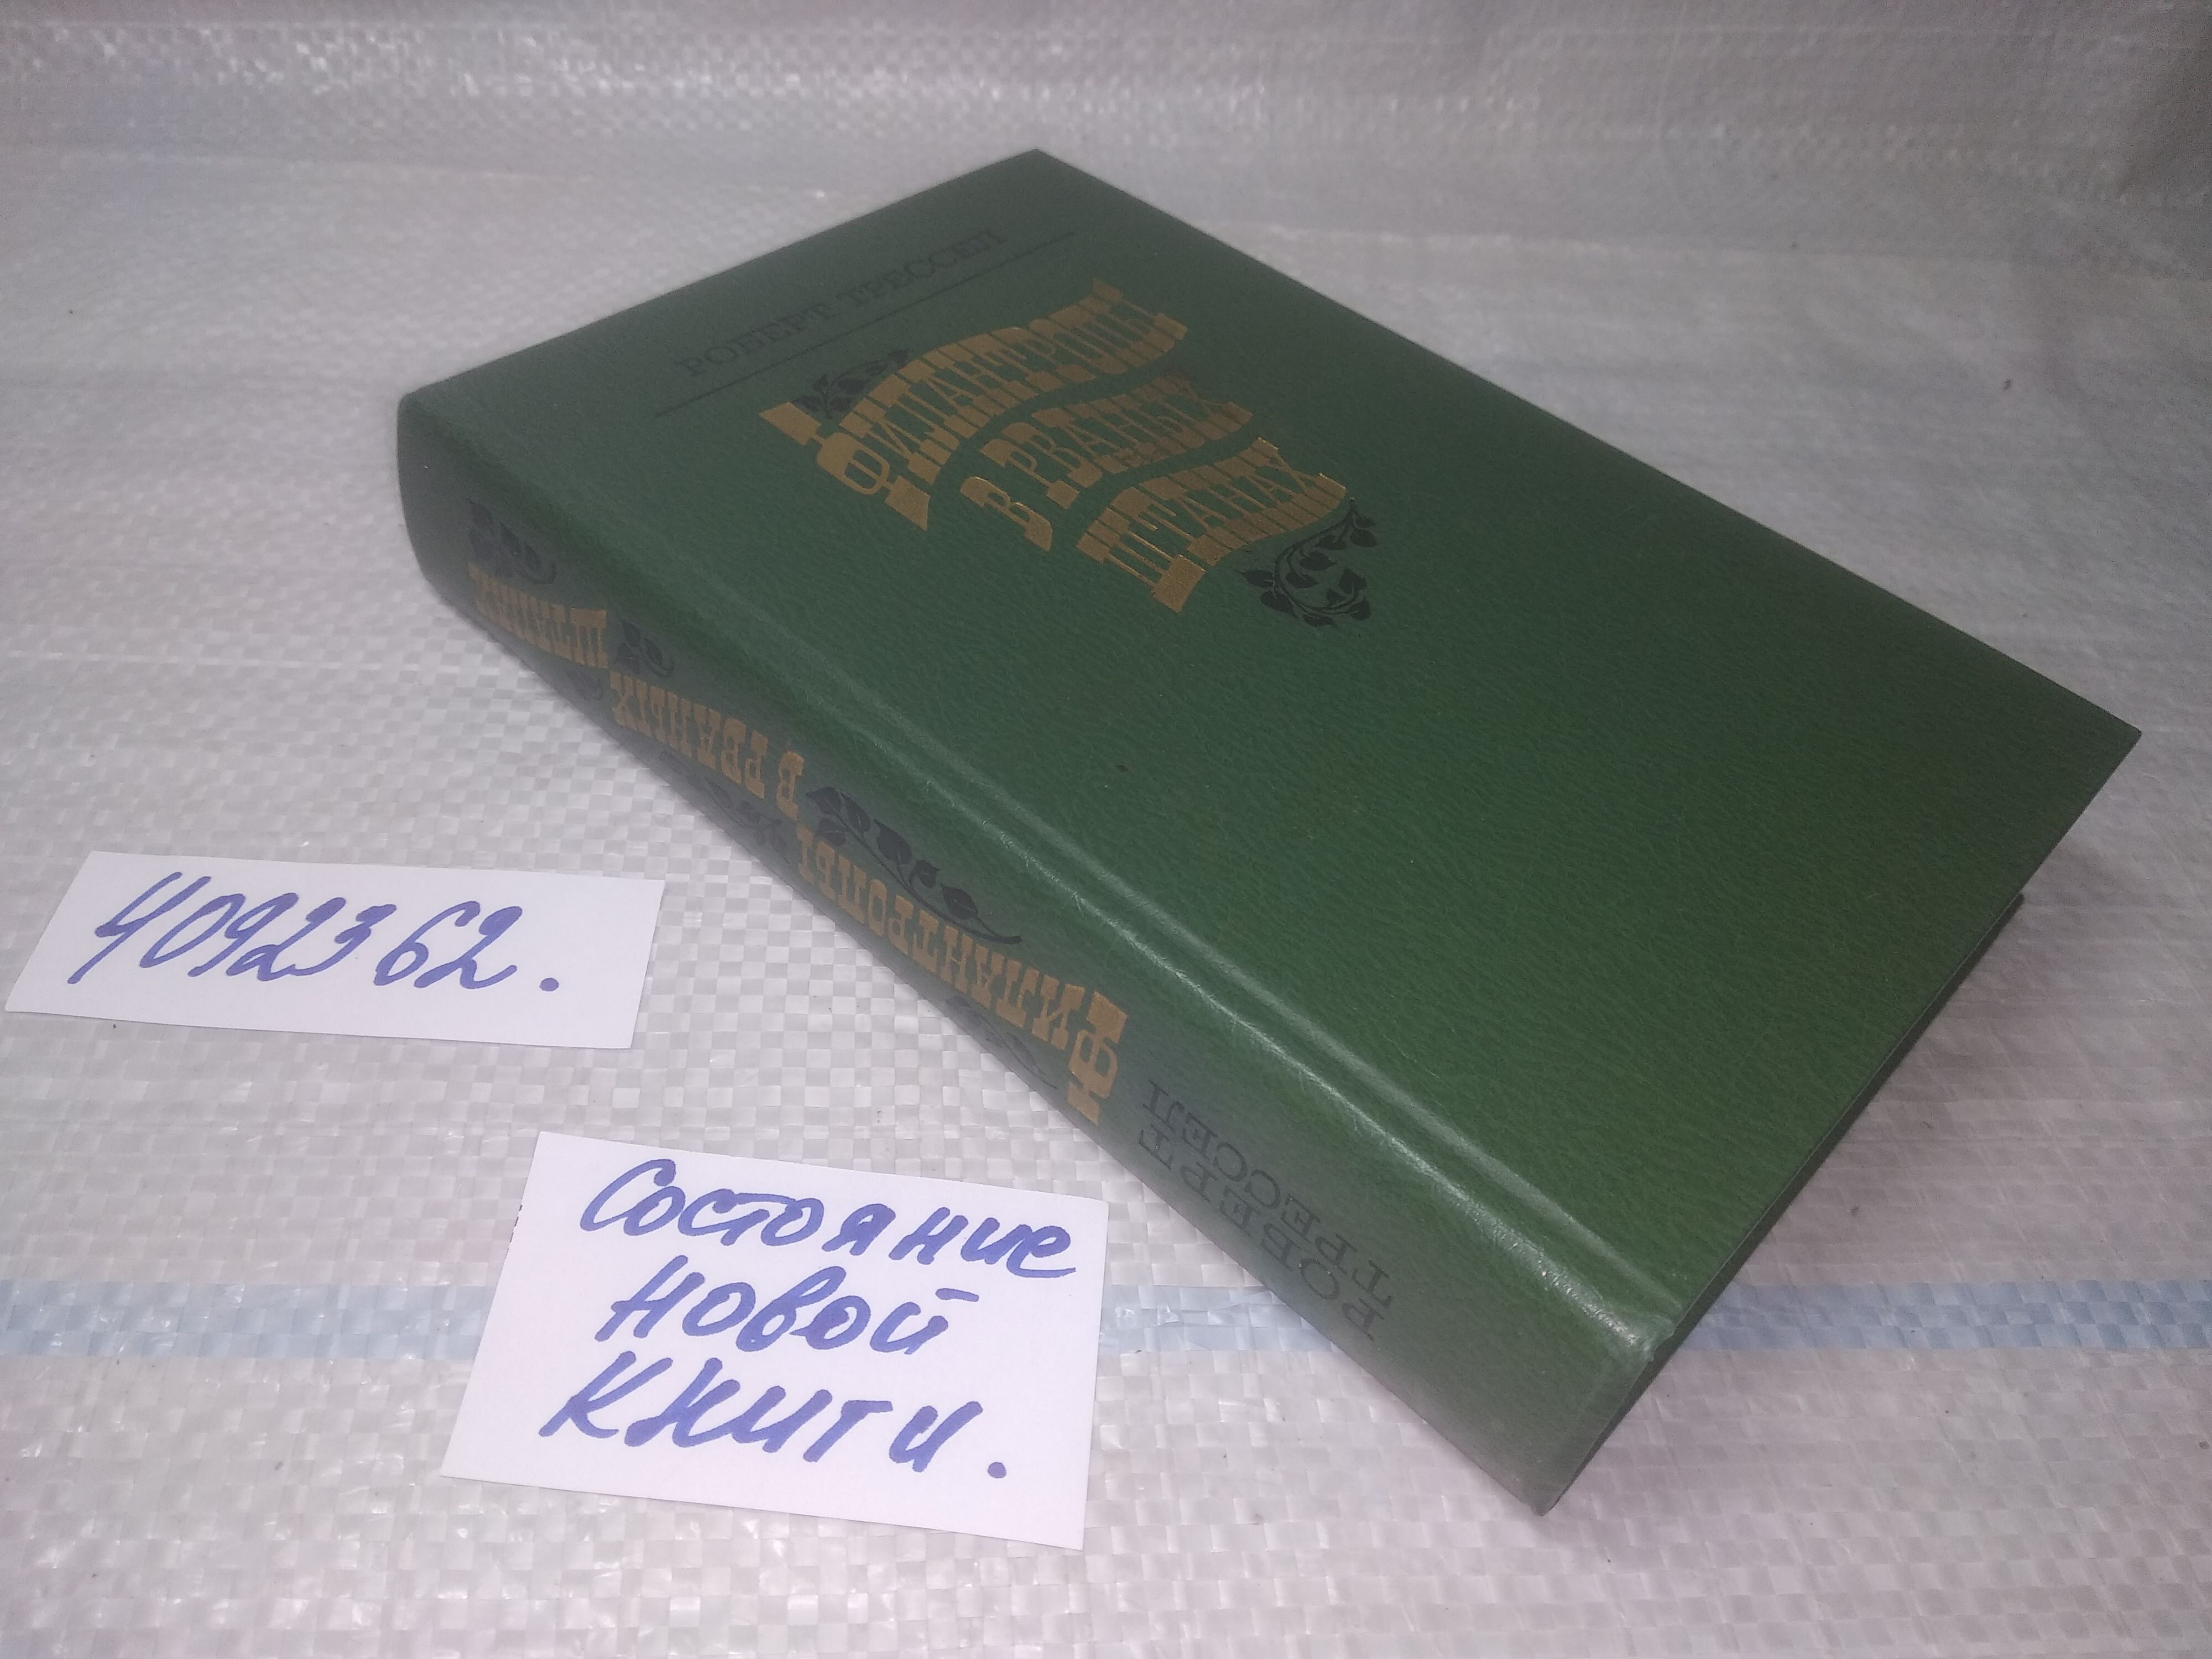 РОБЕРТ ТРЕССЕЛ
ФИЛАНТРОПЫ
В РВАНЫХ
ШТАНАХ
ФИЛАНТРОПЫ В РВАНЫХ ШТАНАХ
РОБЕРТ
ТРЕССЕЛ
4092362.
Состояние
новой
книги.